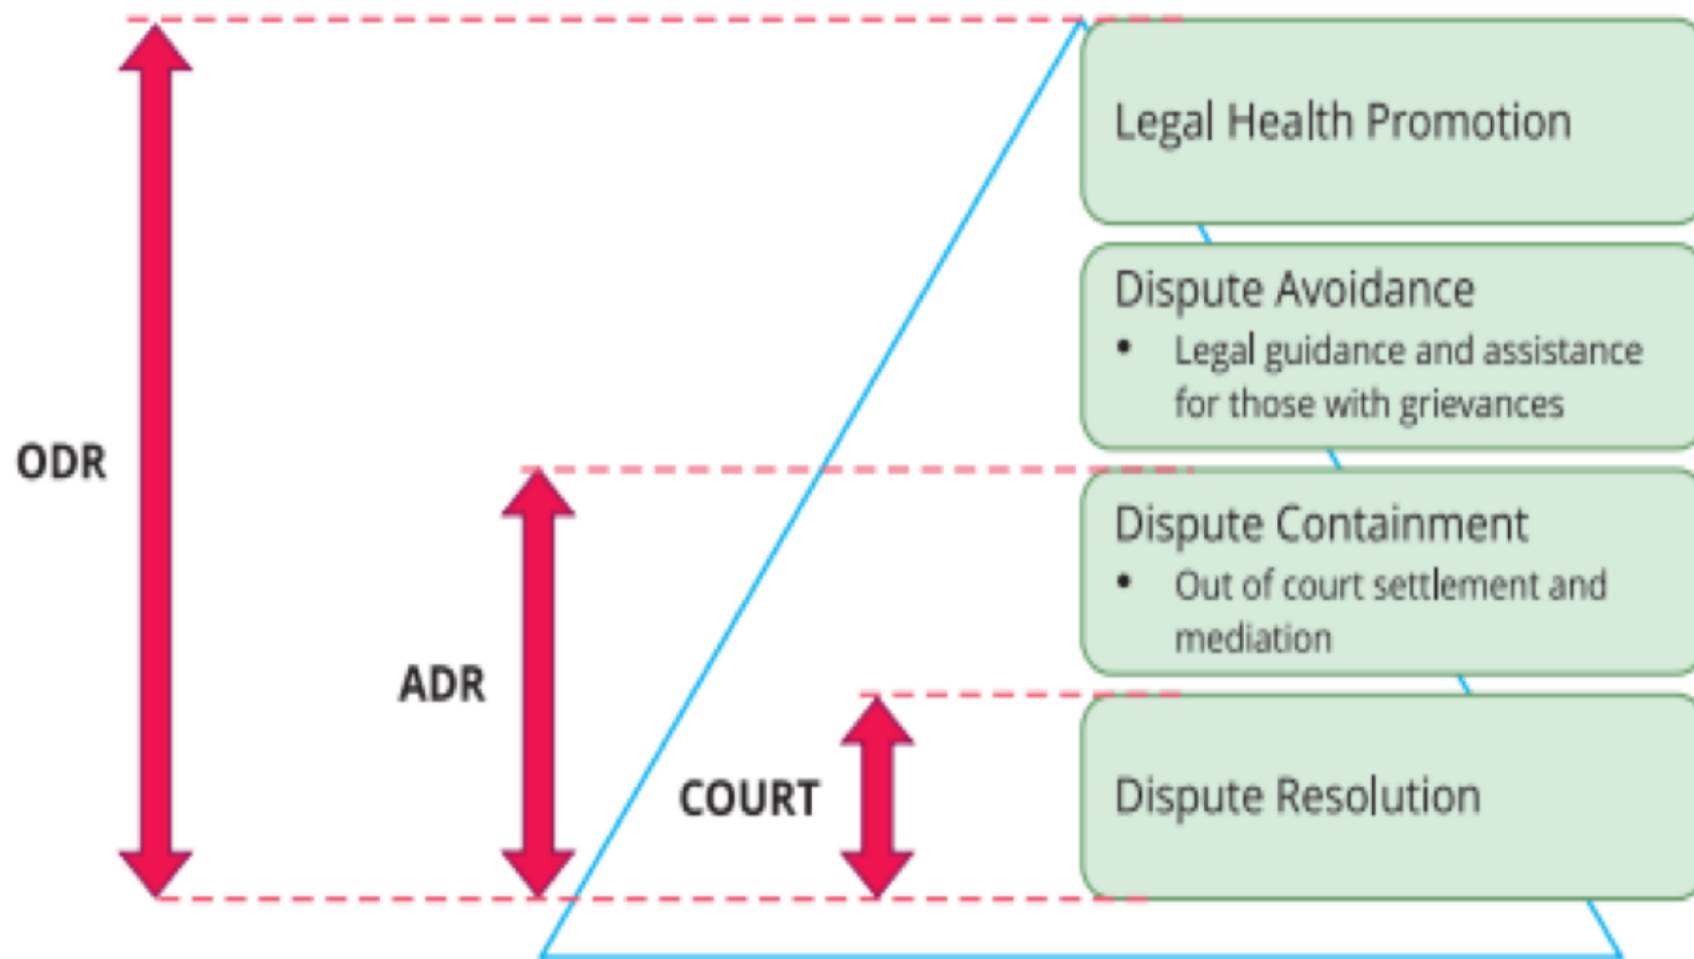 Legal Health Promotion
Dispute Avoidance
• Legal guidance and assistance
for those with grievances
ODR
Dispute Containment
• Out of court settlement and
mediation
ADR
COURT
Dispute Resolution